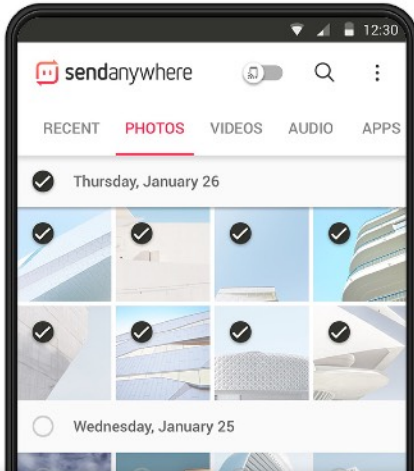 12:30
sendanywhere
RECENT PHOTOS VIDEOS AUDIO APPS
Thursday, January 26
Wednesday, January 25